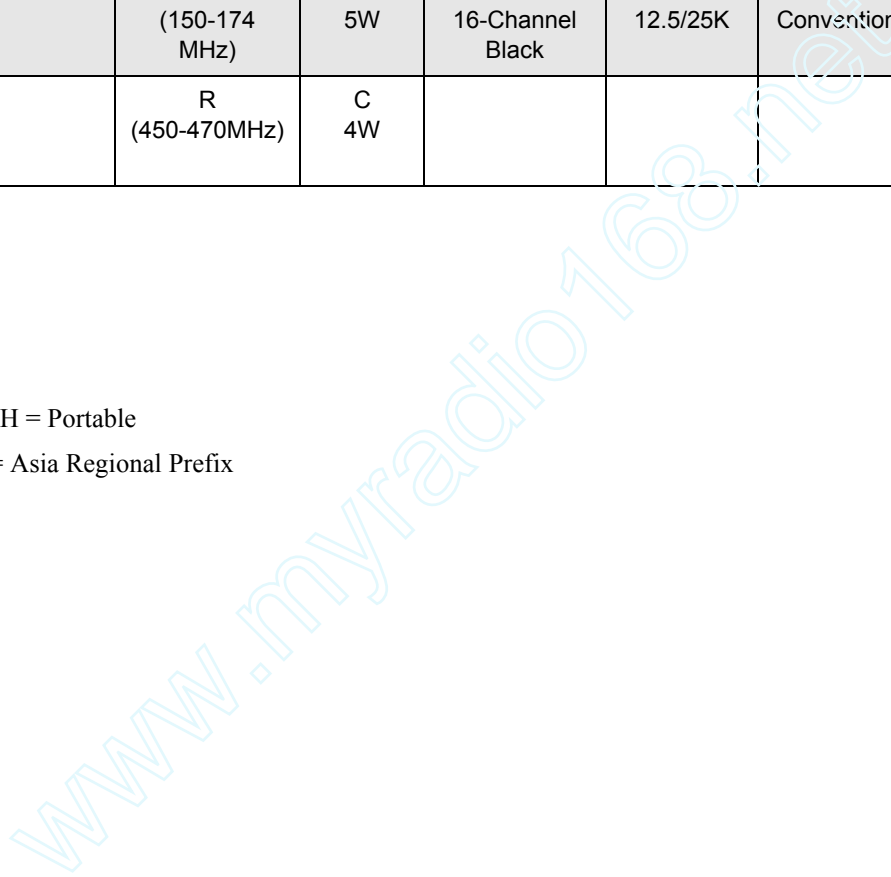 (150-174 5W 16-Channel 12.5/25K
MHz) Black
R C
(450-470MHz) 4W
H = Portable
= Asia Regional Prefix
www.myradio168.net